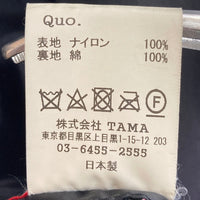 Quo.
表地 ナイロン 100%
裏地 綿 100%
F
株式会社 TAMA
東京都目黒区上目黒1-15-12 203
03-6455-2555
日本製